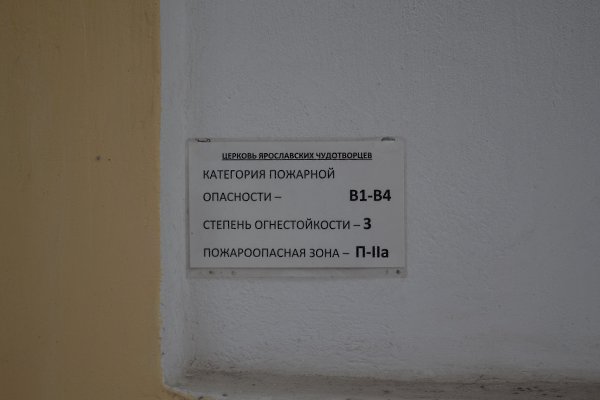 ЦЕРКОВЬ ЯРОСЛАВСКИХ ЧУДОТВОРЦЕВ
КАТЕГОРИЯ ПОЖАРНОЙ
ОПАСНОСТИ – В1-В4
СТЕПЕНЬ ОГНЕСТОЙКОСТИ – 3
ПОЖАРООПАСНАЯ ЗОНА – П-IIа